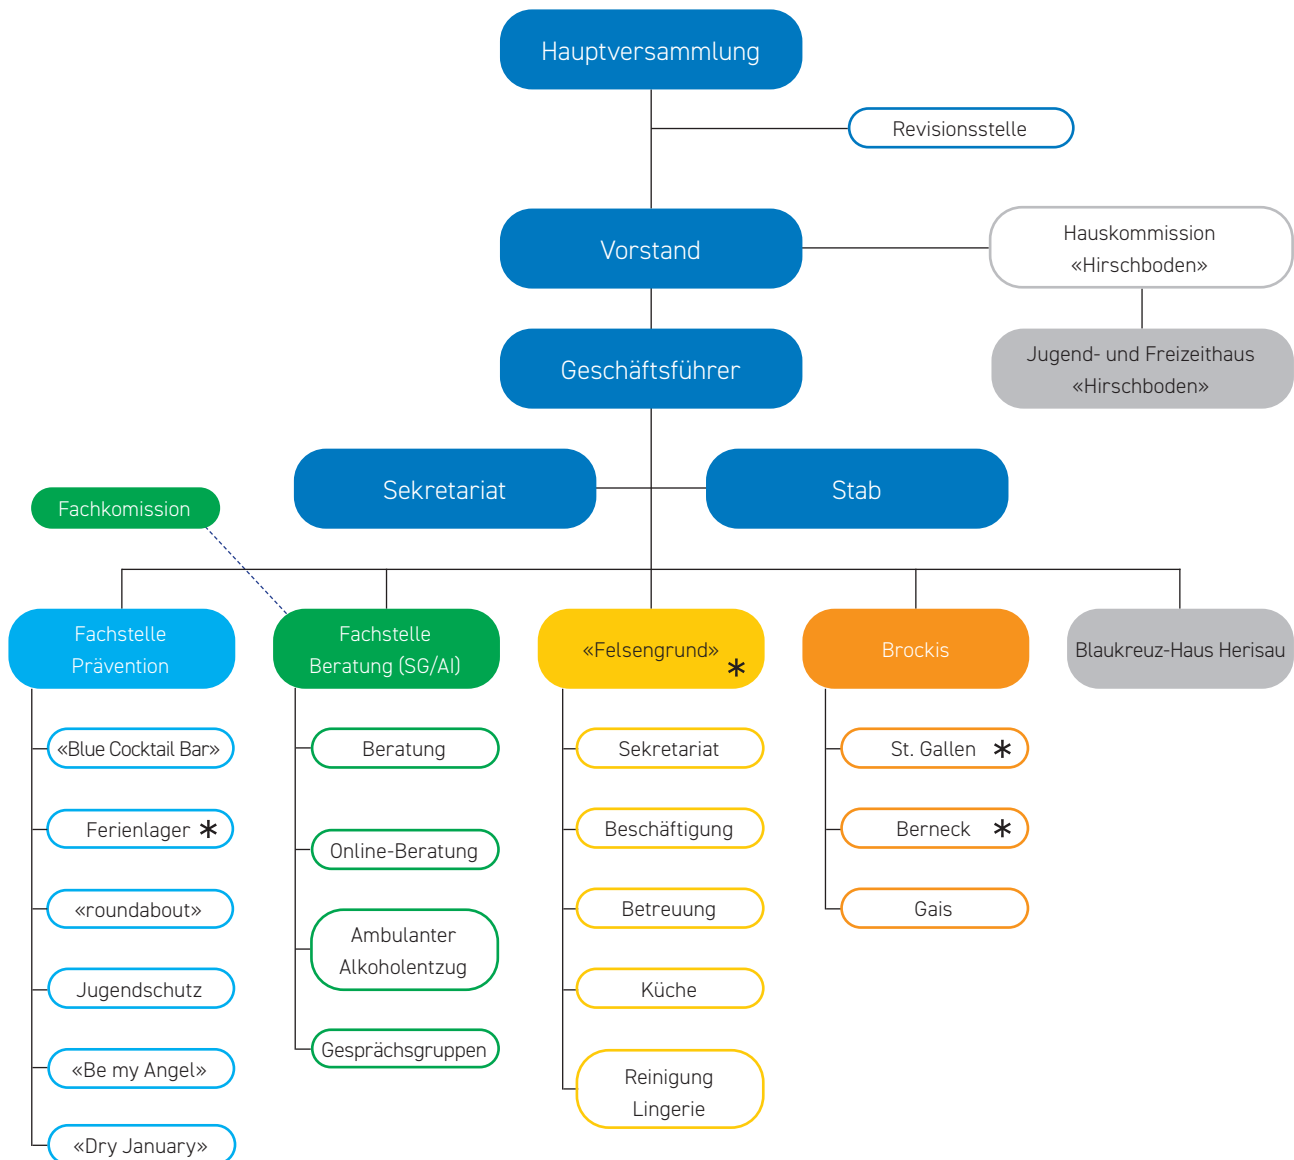 Hauptversammlung
Revisionsstelle
Vorstand
Hauskommission
«Hirschboden»
Geschäftsführer
Jugend- und Freizeithaus
«Hirschboden»
Sekretariat
Stab
Fachkomission
Fachstelle
Prävention
«Blue Cocktail Bar»
Ferienlager *
«roundabout»
Jugendschutz
«Be my Angel»
«Dry January»
Fachstelle
Beratung (SG/AI)
Beratung
Online-Beratung
Ambulanter
Alkoholentzug
Gesprächsgruppen
«Felsengrund»
*
Sekretariat
Beschäftigung
Betreuung
Küche
Reinigung
Lingerie
Brockis
St. Gallen *
Berneck *
Gais
Blaukreuz-Haus Herisau